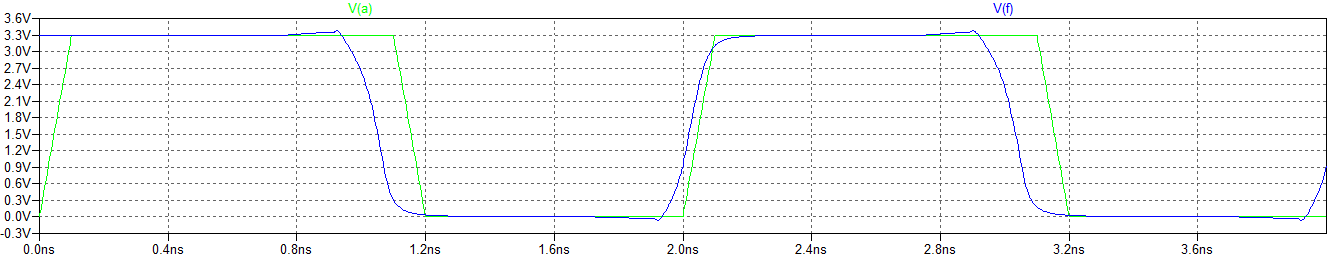 V(a) V(f)
3.6V
3.3V
3.0V
2.7V
2.4V
2.1V
1.8V
1.5V
1.2V
0.9V
0.6V
0.3V
0.0V
-0.3V
0.0ns 0.4ns 0.8ns 1.2ns 1.6ns 2.0ns 2.4ns 2.8ns 3.2ns 3.6ns